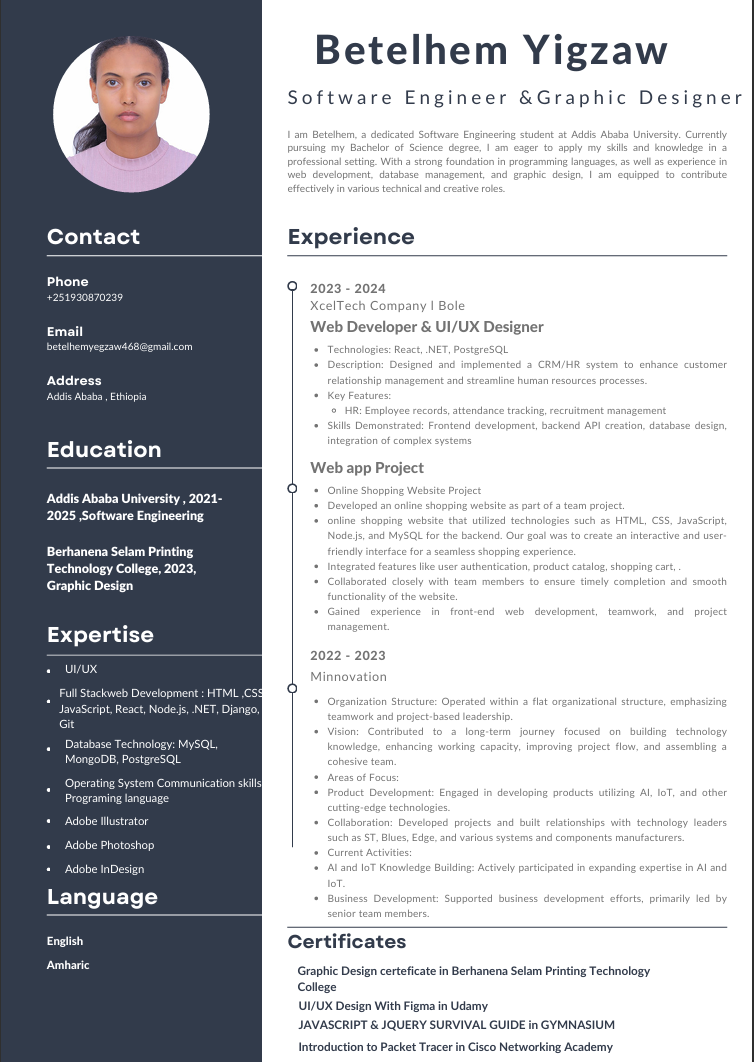 Betelhem Yigzaw
Software Engineer &Graphic Designer
I am Betelhem, a dedicated Software Engineering student at Addis Ababa University. Currently
pursuing my Bachelor of Science degree, I am eager to apply my skills and knowledge in a
professional setting. With a strong foundation in programming languages, as well as experience in
web development, database management, and graphic design, I am equipped to contribute
effectively in various technical and creative roles.
Contact
Phone
+251930870239
Email
betelhemyegzaw468@gmail.com
Address
Addis Ababa , Ethiopia
Education
Addis Ababa University , 2021-
2025 ,Software Engineering
Berhanena Selam Printing
Technology College, 2023,
Graphic Design
Expertise
UI/UX
Full Stackweb Development : HTML ,CSS
JavaScript, React, Node.js, .NET, Django,
Git
Database Technology: MySQL,
MongoDB, PostgreSQL
Operating System Communication skills
Programing language
Adobe Illustrator
Adobe Photoshop
Adobe InDesign
Language
English
Amharic
Experience
2023 - 2024
XcelTech Company l Bole
Web Developer & UI/UX Designer
Technologies: React, .NET, PostgreSQL
Description: Designed and implemented a CRM/HR system to enhance customer
relationship management and streamline human resources processes.
Key Features:
HR: Employee records, attendance tracking, recruitment management
Skills Demonstrated: Frontend development, backend API creation, database design,
integration of complex systems
Web app Project
Online Shopping Website Project
Developed an online shopping website as part of a team project.
online shopping website that utilized technologies such as HTML, CSS, JavaScript,
Node.js, and MySQL for the backend. Our goal was to create an interactive and user-
friendly interface for a seamless shopping experience.
Integrated features like user authentication, product catalog, shopping cart, .
Collaborated closely with team members to ensure timely completion and smooth
functionality of the website.
Gained experience in front-end web development, teamwork, and project
management.
2022 - 2023
Minnovation
Organization Structure: Operated within a flat organizational structure, emphasizing
teamwork and project-based leadership.
Vision: Contributed to a long-term journey focused on building technology
knowledge, enhancing working capacity, improving project flow, and assembling a
cohesive team.
Areas of Focus:
Product Development: Engaged in developing products utilizing AI, IoT, and other
cutting-edge technologies.
Collaboration: Developed projects and built relationships with technology leaders
such as ST, Blues, Edge, and various systems and components manufacturers.
Current Activities:
AI and IoT Knowledge Building: Actively participated in expanding expertise in AI and
IoT.
Business Development: Supported business development efforts, primarily led by
senior team members.
Certificates
Graphic Design certeficate in Berhanena Selam Printing Technology
College
UI/UX Design With Figma in Udamy
JAVASCRIPT & JQUERY SURVIVAL GUIDE in GYMNASIUM
Introduction to Packet Tracer in Cisco Networking Academy